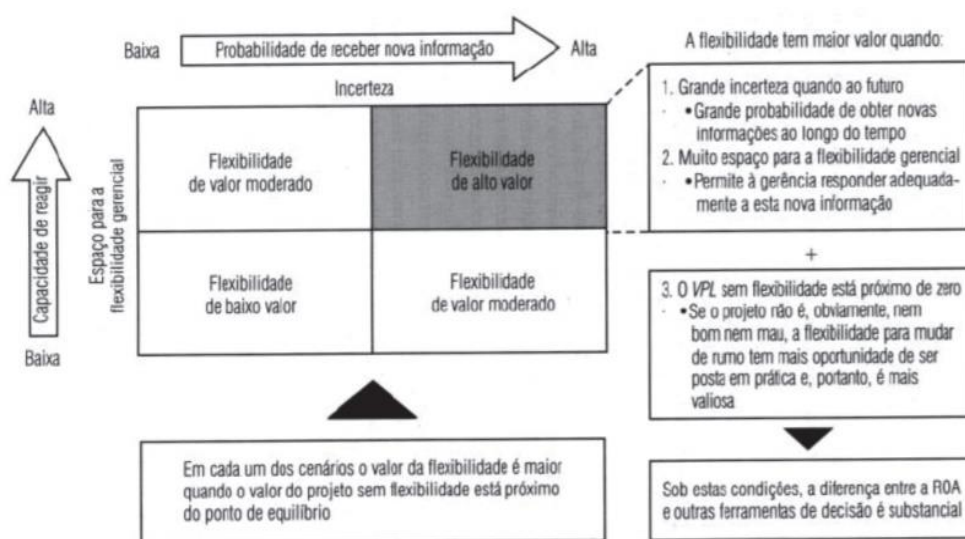 Baixa
Probabilidade de receber nova informação
Alta
Incerteza
Alta
Capacidade de reagir
Baixa
Espaço para a
flexibilidade gerencial
Flexibilidade
de valor moderado
Flexibilidade
de alto valor
Flexibilidade
de baixo valor
Flexibilidade
de valor moderado
Em cada um dos cenários o valor da flexibilidade é maior
quando o valor do projeto sem flexibilidade está próximo
do ponto de equilíbrio
A flexibilidade tem maior valor quando:
1. Grande incerteza quando ao futuro
• Grande probabilidade de obter novas
informações ao longo do tempo
2. Muito espaço para a flexibilidade gerencial
• Permite à gerência responder adequada-
mente a esta nova informação
+
3. O VPL sem flexibilidade está próximo de zero
• Se o projeto não é, obviamente, nem
bom nem mau, a flexibilidade para mudar
de rumo tem mais oportunidade de ser
posta em prática e, portanto, é mais
valiosa
Sob estas condições, a diferença entre a ROA
e outras ferramentas de decisão é substancial